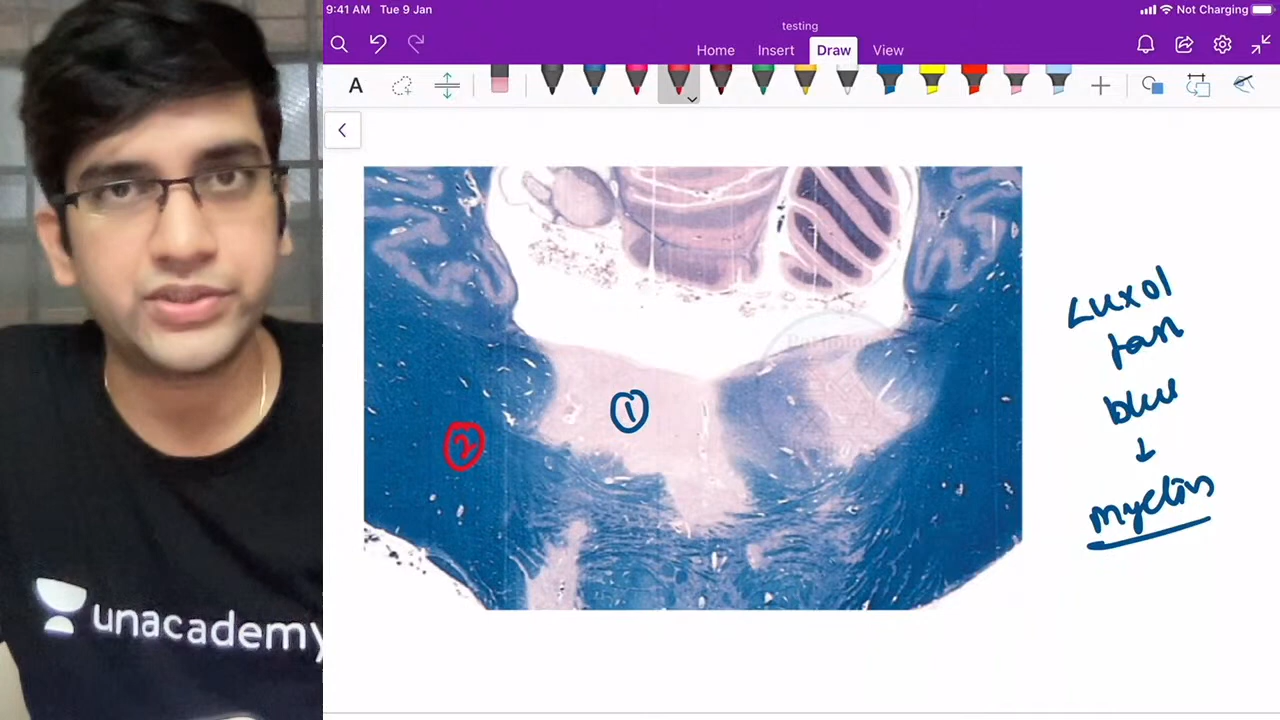 9:41 AM Tue 9 Jan
Not Charging
testing
Home Insert Draw View
A
Luxol
fan
blue
↓
myelin
1
2
unacademy